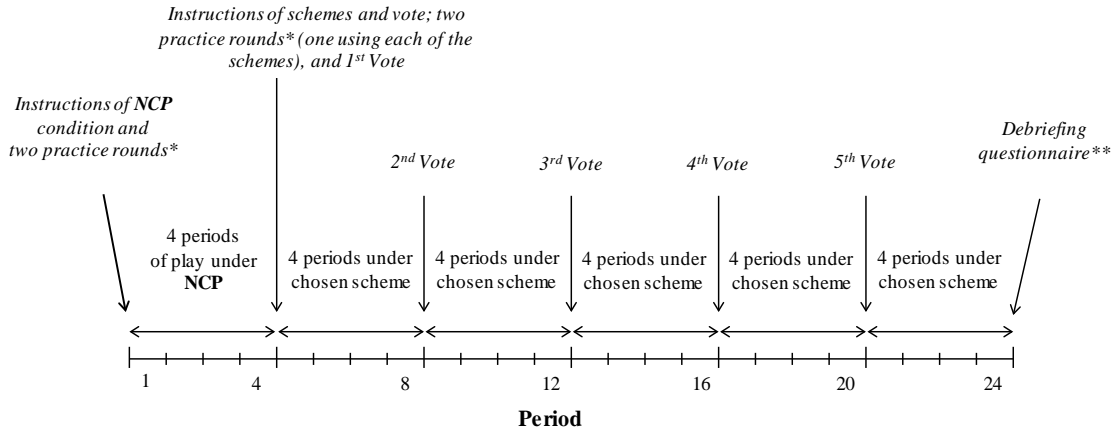 Instructions of schemes and vote; two
practice rounds* (one using each of the
schemes), and 1st Vote
Instructions of NCP
condition and
two practice rounds*
2nd Vote
3rd Vote
4th Vote
5th Vote
Debriefing
questionnaire**
4 periods
of play under
NCP
4 periods under
chosen scheme
4 periods under
chosen scheme
4 periods under
chosen scheme
4 periods under
chosen scheme
4 periods under
chosen scheme
1
4
8
12
16
20
24
Period